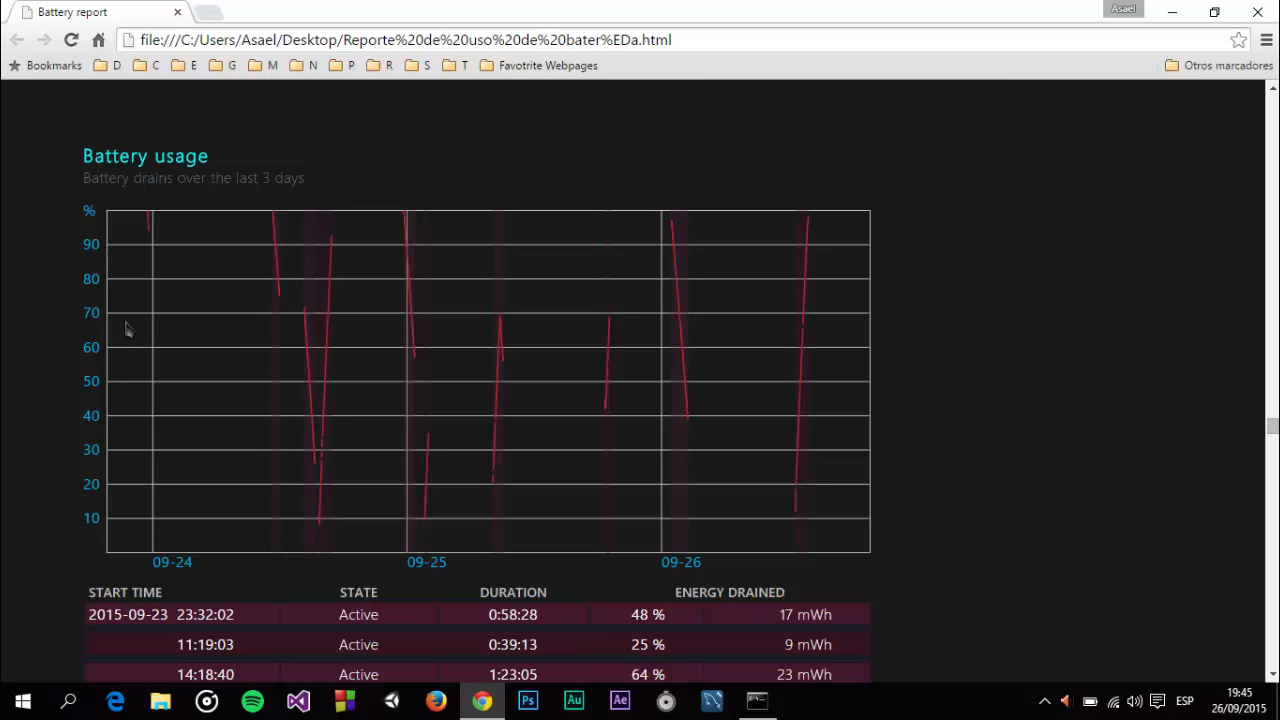 Battery report
Asael
file:///C:/Users/Asael/Desktop/Reporte%20de%20uso%20de%20bater%EDa.html
Bookmarks D C E G M N P R S T Favotrite Webpages Otros marcadores
Battery usage
Battery drains over the last 3 days
%
90
80
70
60
50
40
30
20
10
09-24 09-25 09-26
START TIME STATE DURATION ENERGY DRAINED
2015-09-23 23:32:02 Active 0:58:28 48 % 17 mWh
11:19:03 Active 0:39:13 25 % 9 mWh
14:18:40 Active 1:23:05 64 % 23 mWh
Ps Au Ae ESP 19:45
26/09/2015